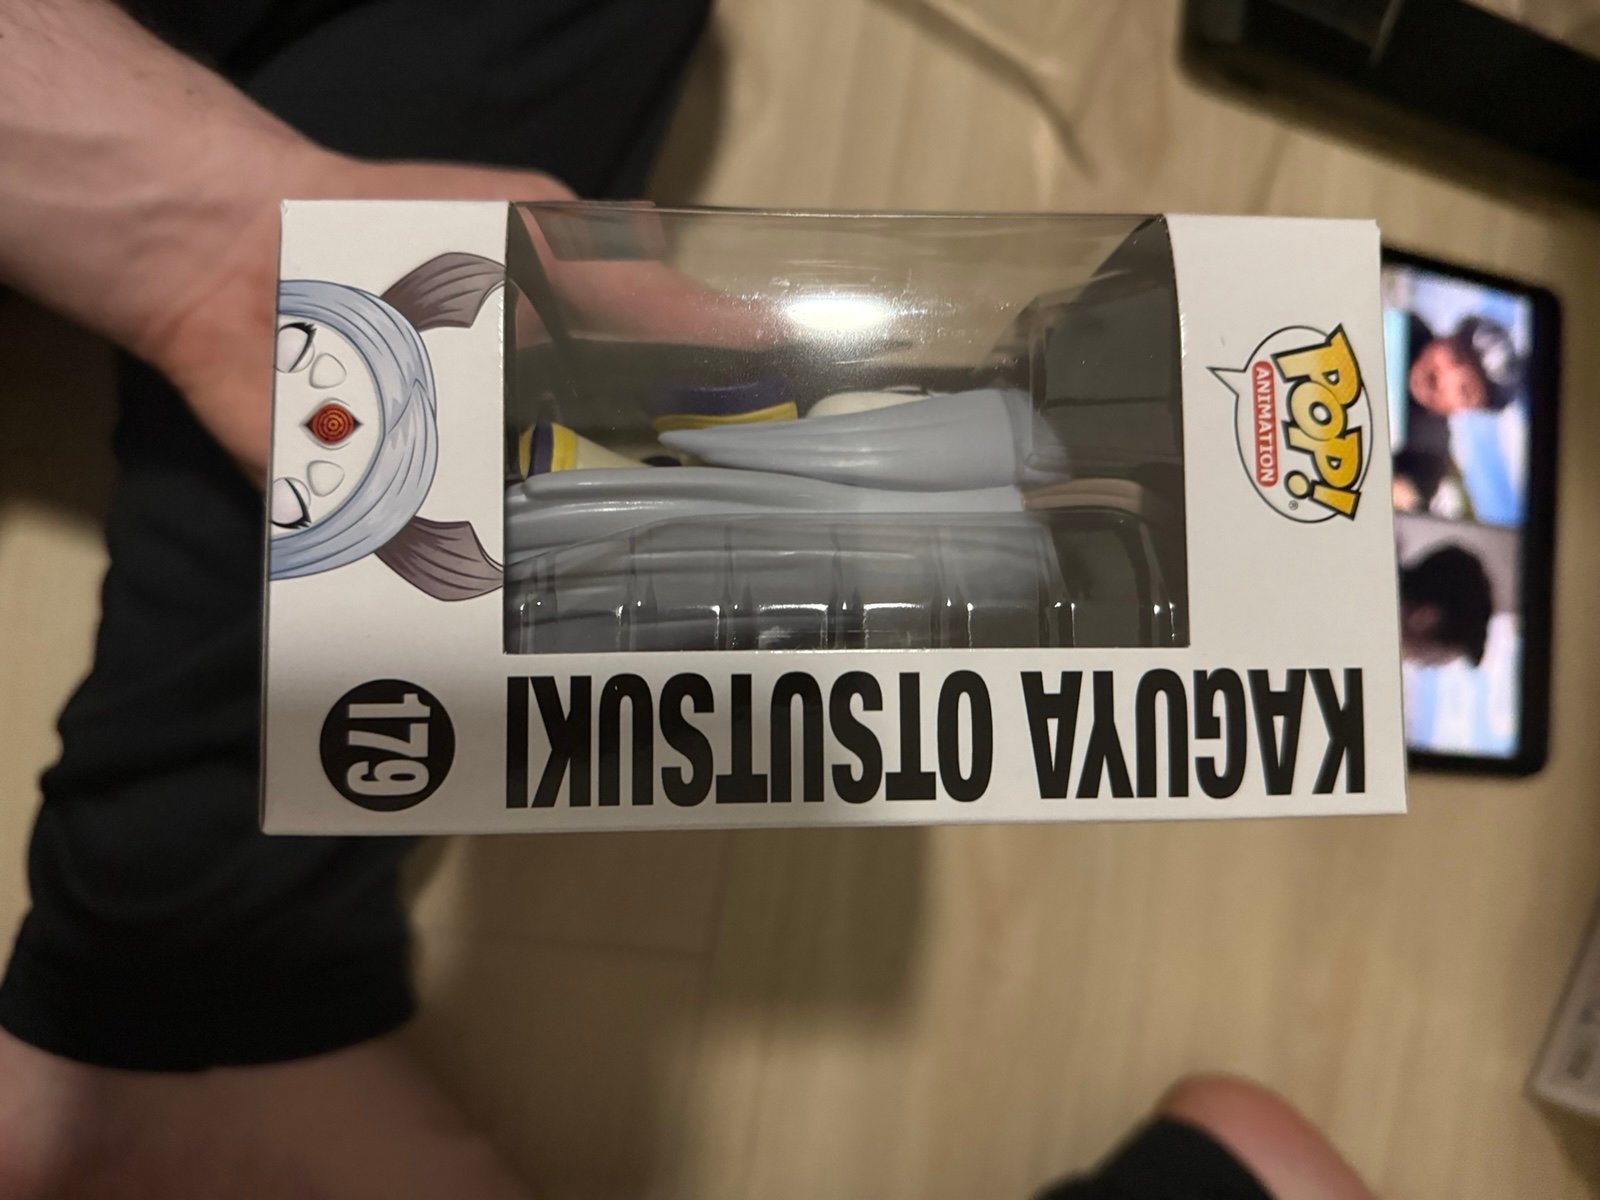 POP!
ANIMATION
KAGUYA OTSUTSUKI
179